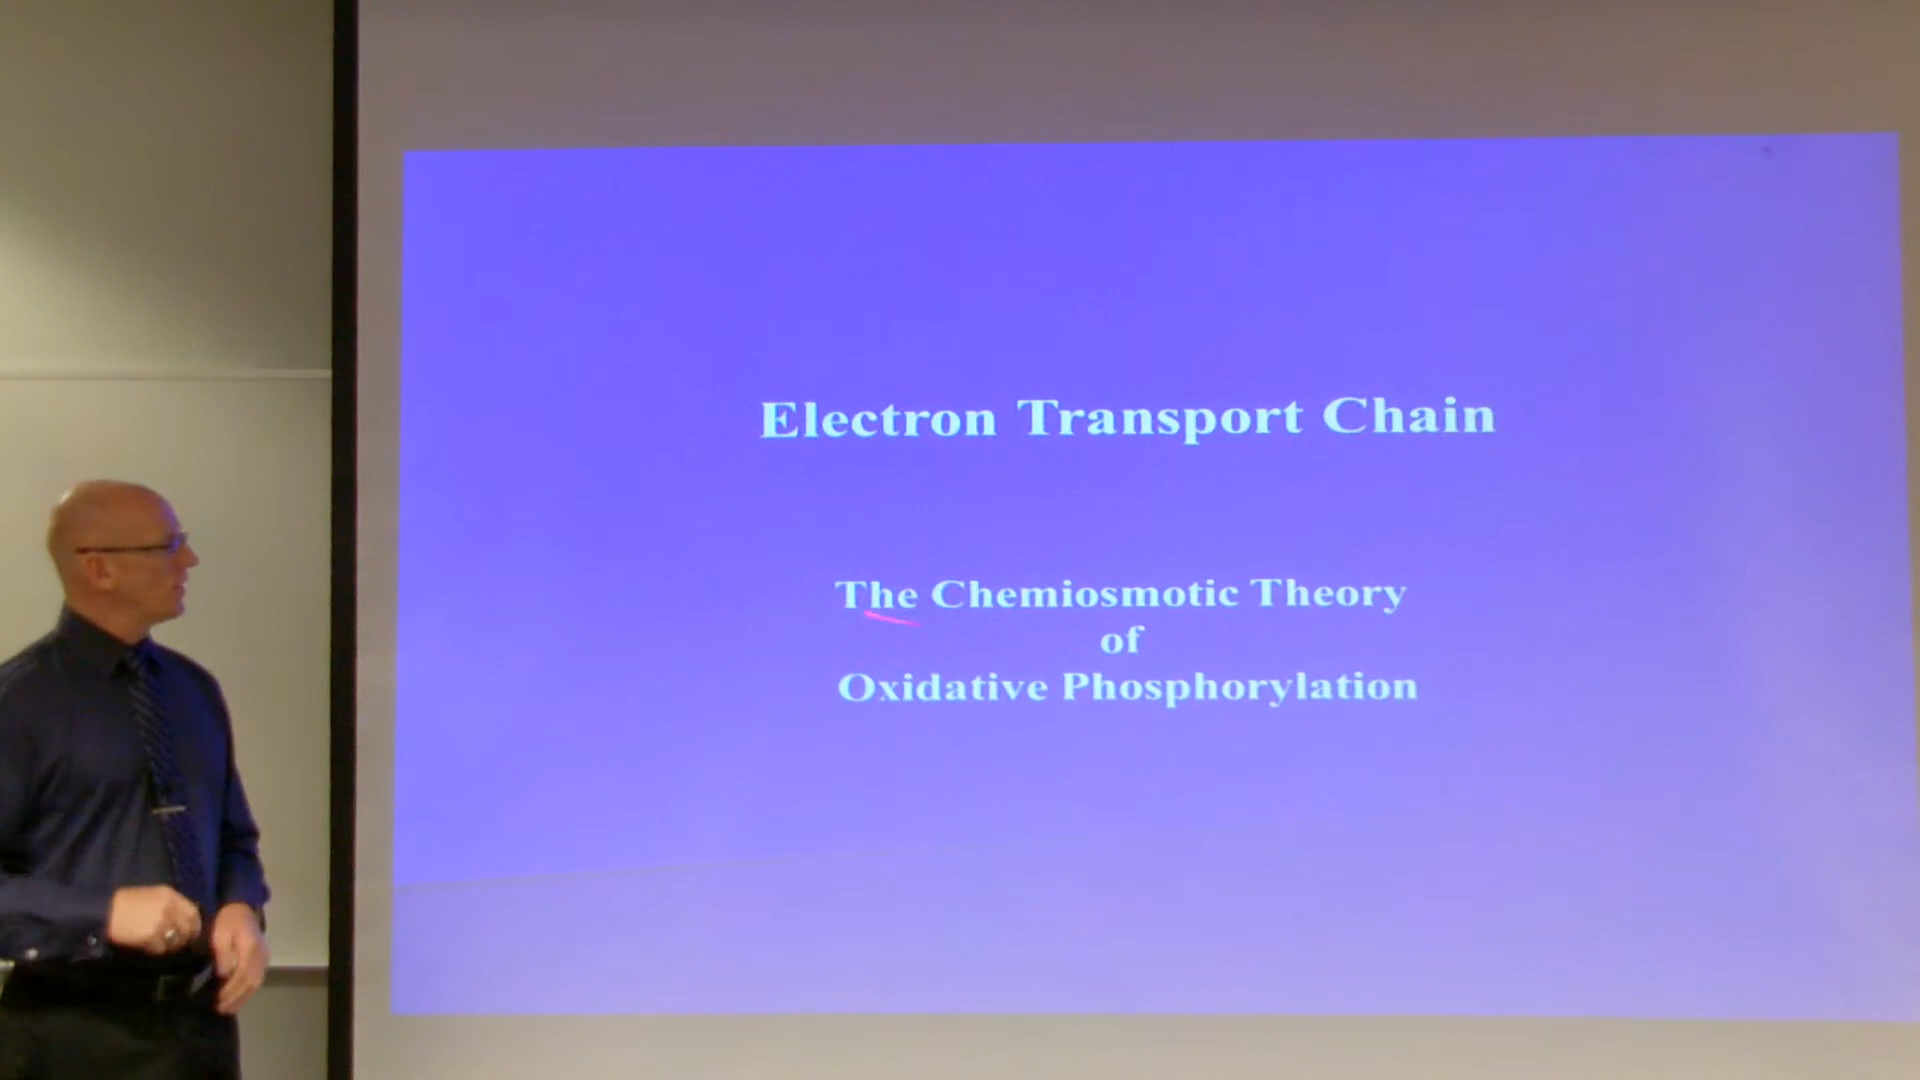 Electron Transport Chain
The Chemiosmotic Theory
of
Oxidative Phosphorylation